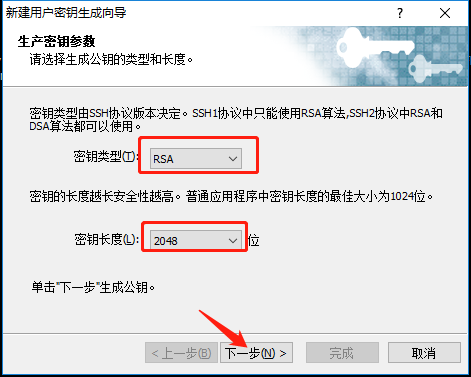 新建用户密钥生成向导
生产密钥参数
请选择生成公钥的类型和长度。
密钥类型由SSH协议版本决定。SSH1协议中只能使用RSA算法,SSH2协议中RSA和
DSA算法都可以使用。
密钥类型(T): RSA
密钥的长度越长安全性越高。普通应用程序中密钥长度的最佳大小为1024位。
密钥长度(L): 2048 位
单击"下一步"生成公钥。
< 上一步(B) 下一步(N) > 完成 取消